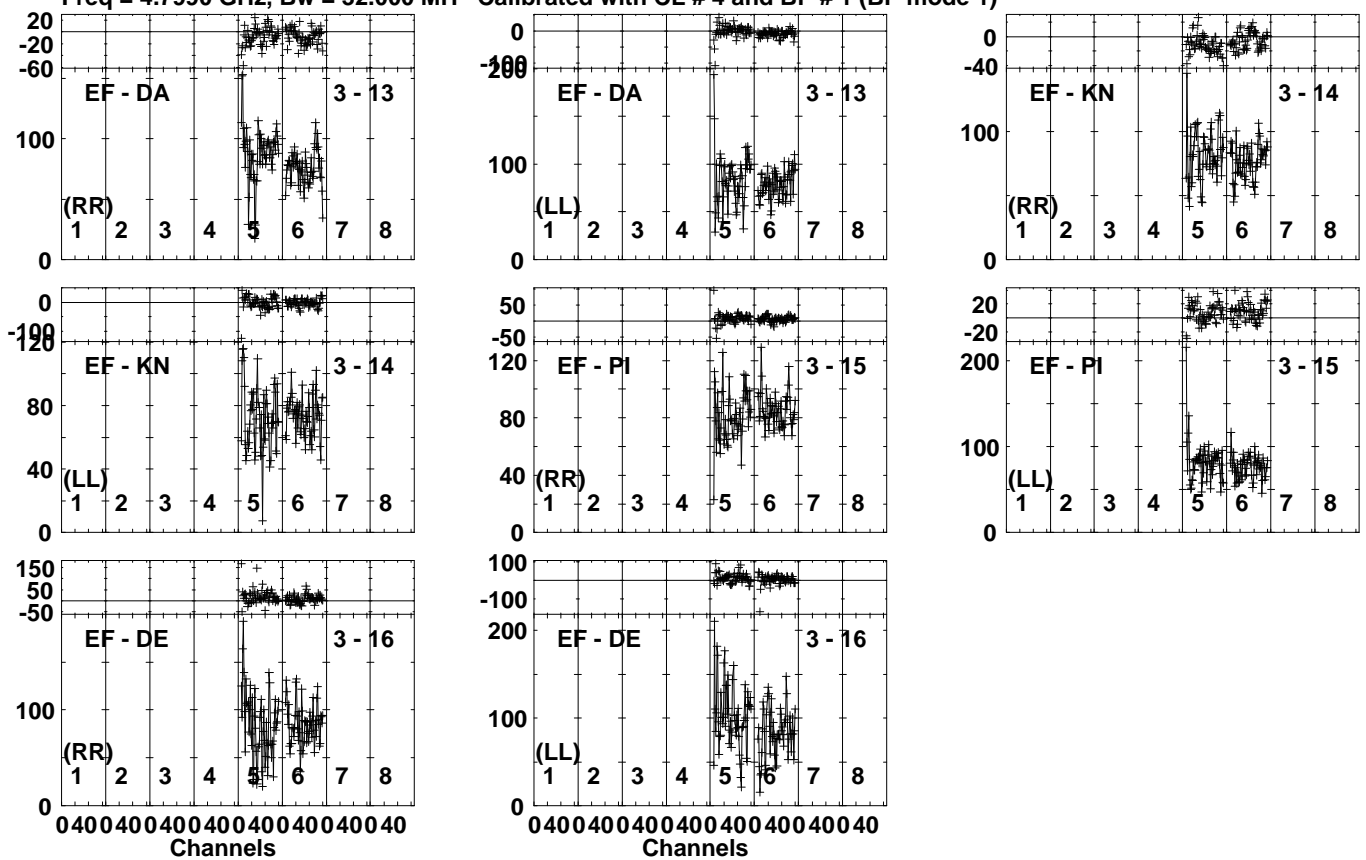 Freq = 4.7990 GHz, Bw = 32.000 MH Calibrated with CL # 4 and BP # 1 (BP mode 1)
20
-20
-60
EF - DA 3 - 13
100
(RR)
1 2 3 4 5 6 7 8
0
0
-100
200
EF - DA 3 - 13
100
(LL)
1 2 3 4 5 6 7 8
0
0
-40
EF - KN 3 - 14
100
(RR)
1 2 3 4 5 6 7 8
0
0
-100
120
EF - KN 3 - 14
80
40
(LL)
1 2 3 4 5 6 7 8
0
50
-50
120
EF - PI 3 - 15
80
40
(RR)
1 2 3 4 5 6 7 8
0
20
-20
200
EF - PI 3 - 15
100
(LL)
1 2 3 4 5 6 7 8
0
150
50
-50
EF - DE 3 - 16
100
(RR)
1 2 3 4 5 6 7 8
0
0 40 0 40 0 40 0 40 0 40 0 40 0 40 0 40
Channels
100
-100
200
EF - DE 3 - 16
100
(LL)
1 2 3 4 5 6 7 8
0
0 40 0 40 0 40 0 40 0 40 0 40 0 40 0 40
Channels